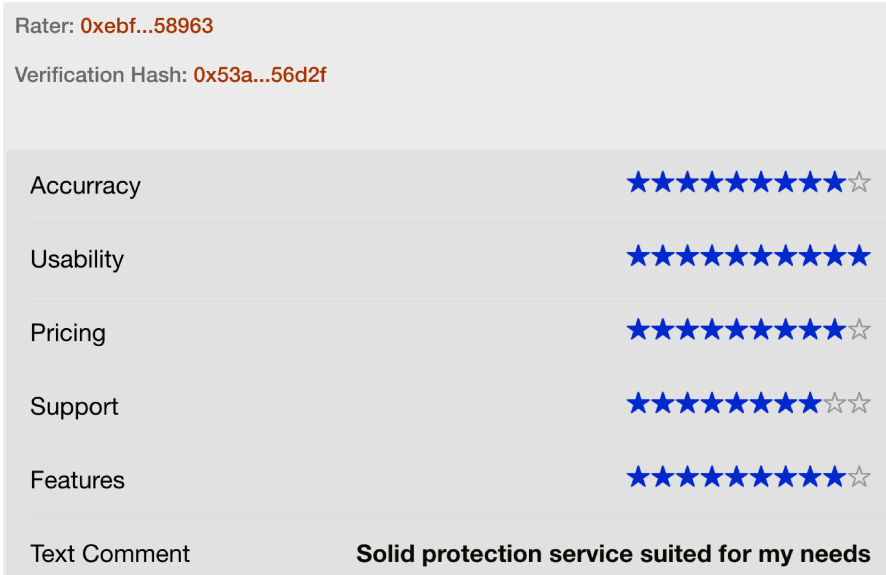 Rater: 0xebf...58963
Verification Hash: 0x53a...56d2f
Accurracy
Usability
Pricing
Support
Features
Text Comment Solid protection service suited for my needs